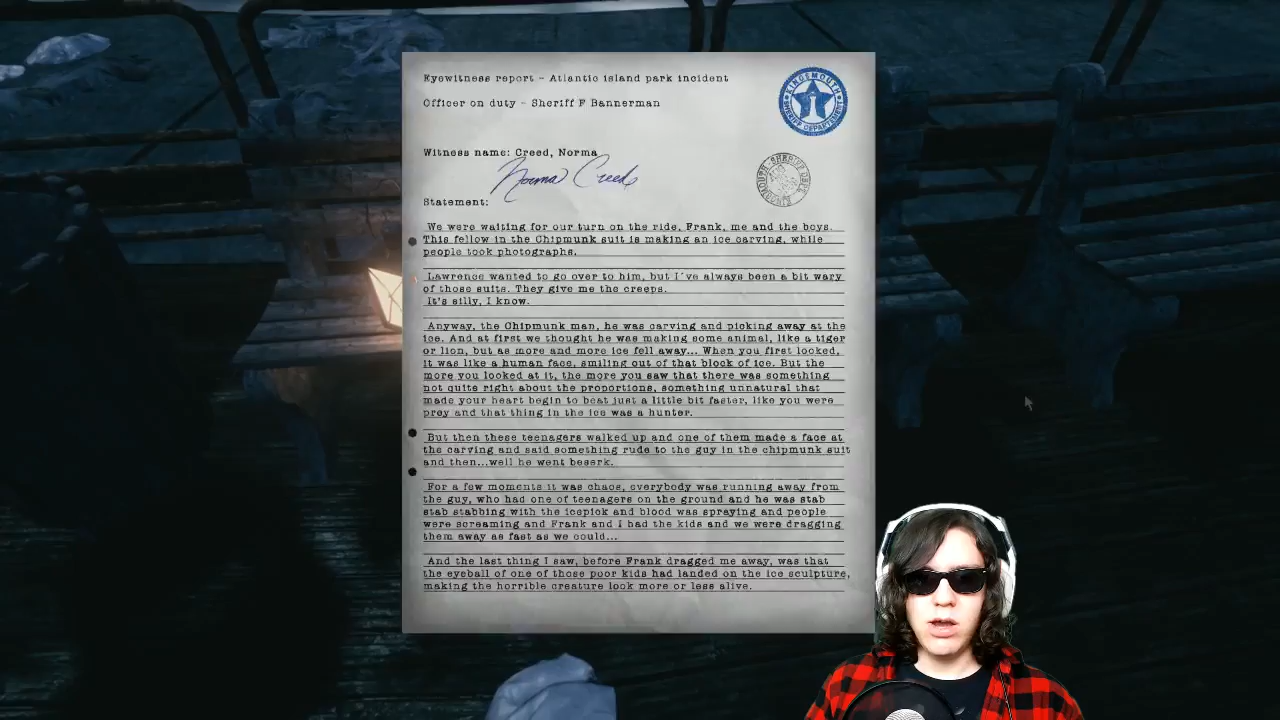 Eyewitness report - Atlantic island park incident
Officer on duty - Sheriff F Bannerman
Witness name: Creed, Norma
Norma Creed
Statement:
We were waiting for our turn on the ride, Frank, me and the boys.
This fellow in the Chipmunk suit is making an ice carving, while
people took photographs.
Lawrence wanted to go over to him, but I've always been a bit wary
of those suits. They give me the creeps.
It's silly, I know.
Anyway, the Chipmunk man, he was carving and picking away at the
ice. And at first we thought he was making some animal, like a tiger
or lion, but as more and more ice fell away... When you first looked,
it was like a human face, smiling out of that block of ice. But the
more you looked at it, the more you saw that there was something
not quite right about the proportions, something unnatural that
made your heart begin to beat just a little bit faster, like you were
prey and that thing in the ice was a hunter.
But then these teenagers walked up and one of them made a face at
the carving and said something rude to the guy in the chipmunk suit
and then...well he went beserk.
For a few moments it was chaos, everybody was running away from
the guy, who had one of teenagers on the ground and he was stab
stab stabbing with the icepick and blood was spraying and people
were screaming and Frank and I had the kids and we were dragging
them away as fast as we could...
And the last thing I saw, before Frank dragged me away, was that
the eyeball of one of those poor kids had landed on the ice sculpture,
making the horrible creature look more or less alive.
KINGSMOUTH
SHERIFF DEPARTMENT